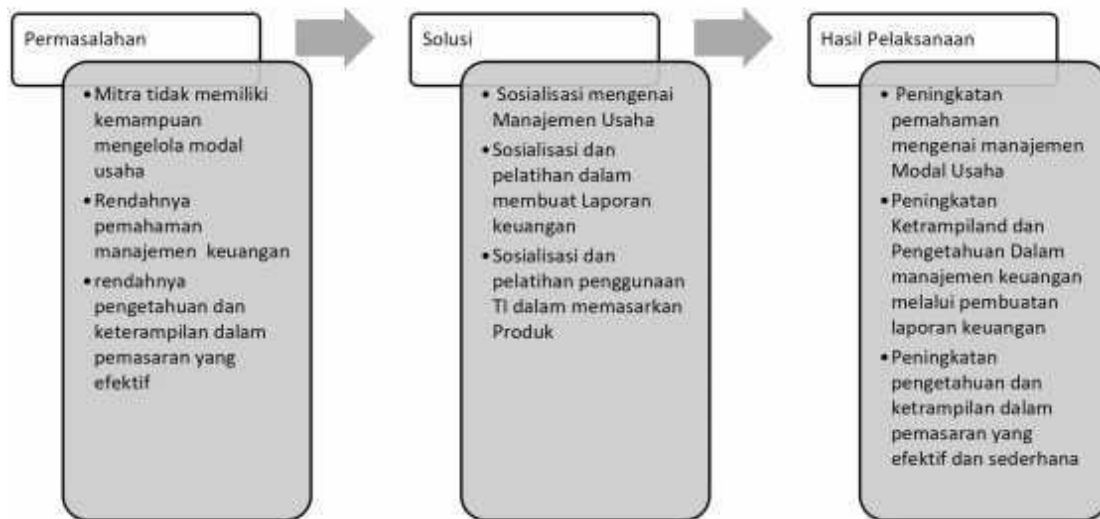 Permasalahan
• Mitra tidak memiliki
kemampuan
mengelola modal
usaha
• Rendahnya
pemahaman
manajemen keuangan
• rendahnya
pengetahuan dan
keterampilan dalam
pemasaran yang
efektif
Solusi
• Sosialisasi mengenai
Manajemen Usaha
• Sosialisasi dan
pelatihan dalam
membuat Laporan
keuangan
• Sosialisasi dan
pelatihan penggunaan
TI dalam memasarkan
Produk
Hasil Pelaksanaan
• Peningkatan
pemahaman
mengenai manajemen
Modal Usaha
• Peningkatan
Ketrampiland dan
Pengetahuan Dalam
manajemen keuangan
melalui pembuatan
laporan keuangan
• Peningkatan
pengetahuan dan
ketrampilan dalam
pemasaran yang
efektif dan sederhana